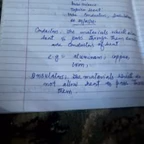 Conductor: the materials which allow
heat to pass through them
are conductor of heat
e.g. Aluminium, copper
iron,
Insulator: the materials which do
not allow heat to pass through
them